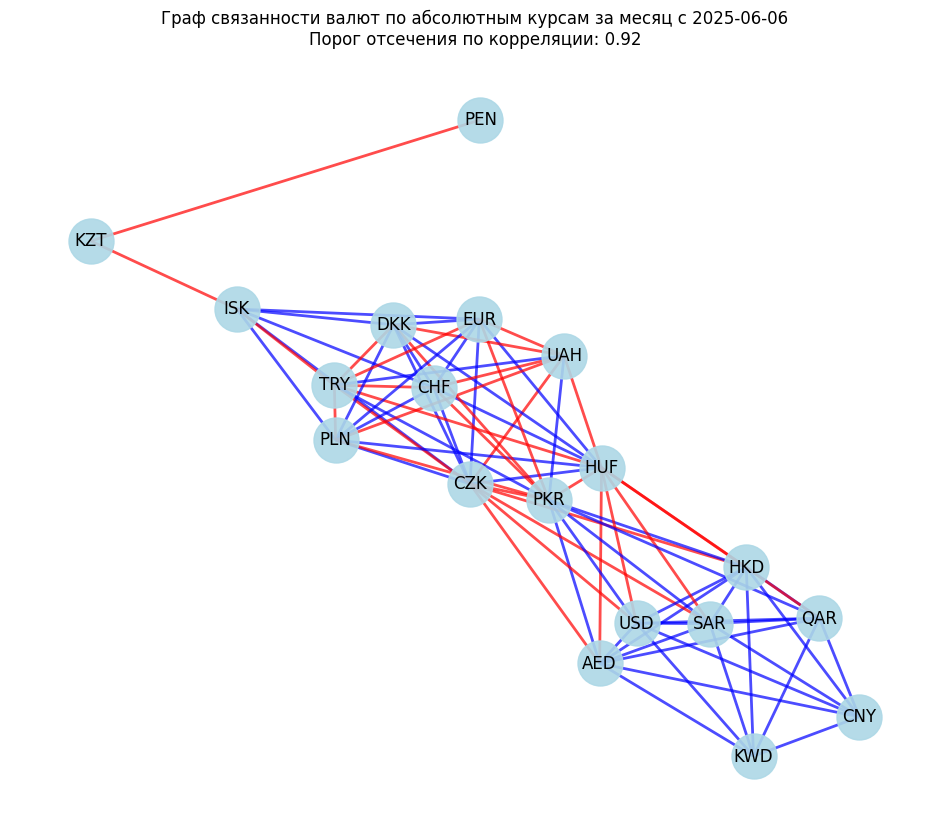 Граф связанности валют по абсолютным курсам за месяц с 2025-06-06
Порог отсечения по корреляции: 0.92
PEN
KZT
ISK
DKK
EUR
UAH
TRY
CHF
PLN
HUF
CZK
PKR
HKD
USD
SAR
QAR
AED
CNY
KWD